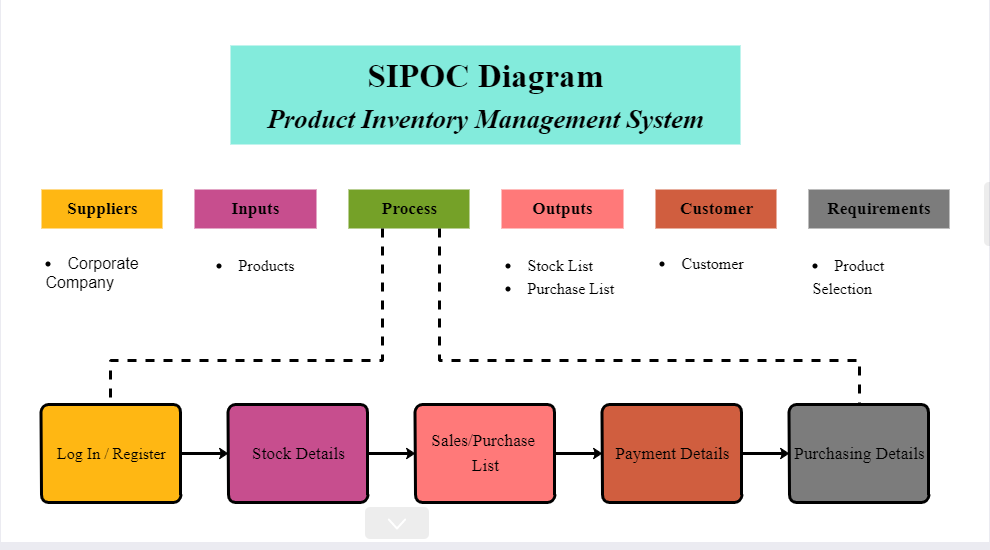 SIPOC Diagram
Product Inventory Management System
Suppliers
Inputs
Process
Outputs
Customer
Requirements
• Corporate
Company
• Products
• Stock List
• Purchase List
• Customer
• Product
Selection
Log In / Register
Stock Details
Sales/Purchase
List
Payment Details
Purchasing Details